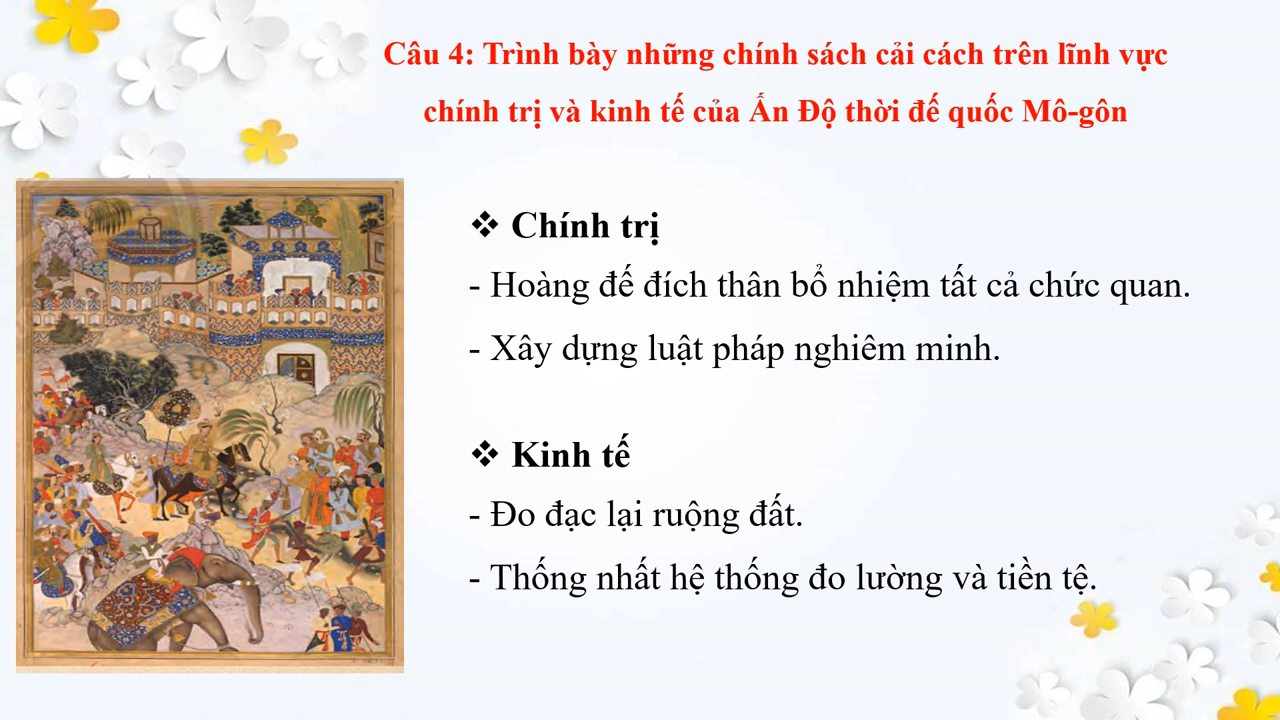 Câu 4: Trình bày những chính sách cải cách trên lĩnh vực
chính trị và kinh tế của Ấn Độ thời đế quốc Mô-gôn
❖ Chính trị
- Hoàng đế đích thân bổ nhiệm tất cả chức quan.
- Xây dựng luật pháp nghiêm minh.
❖ Kinh tế
- Đo đạc lại ruộng đất.
- Thống nhất hệ thống đo lường và tiền tệ.